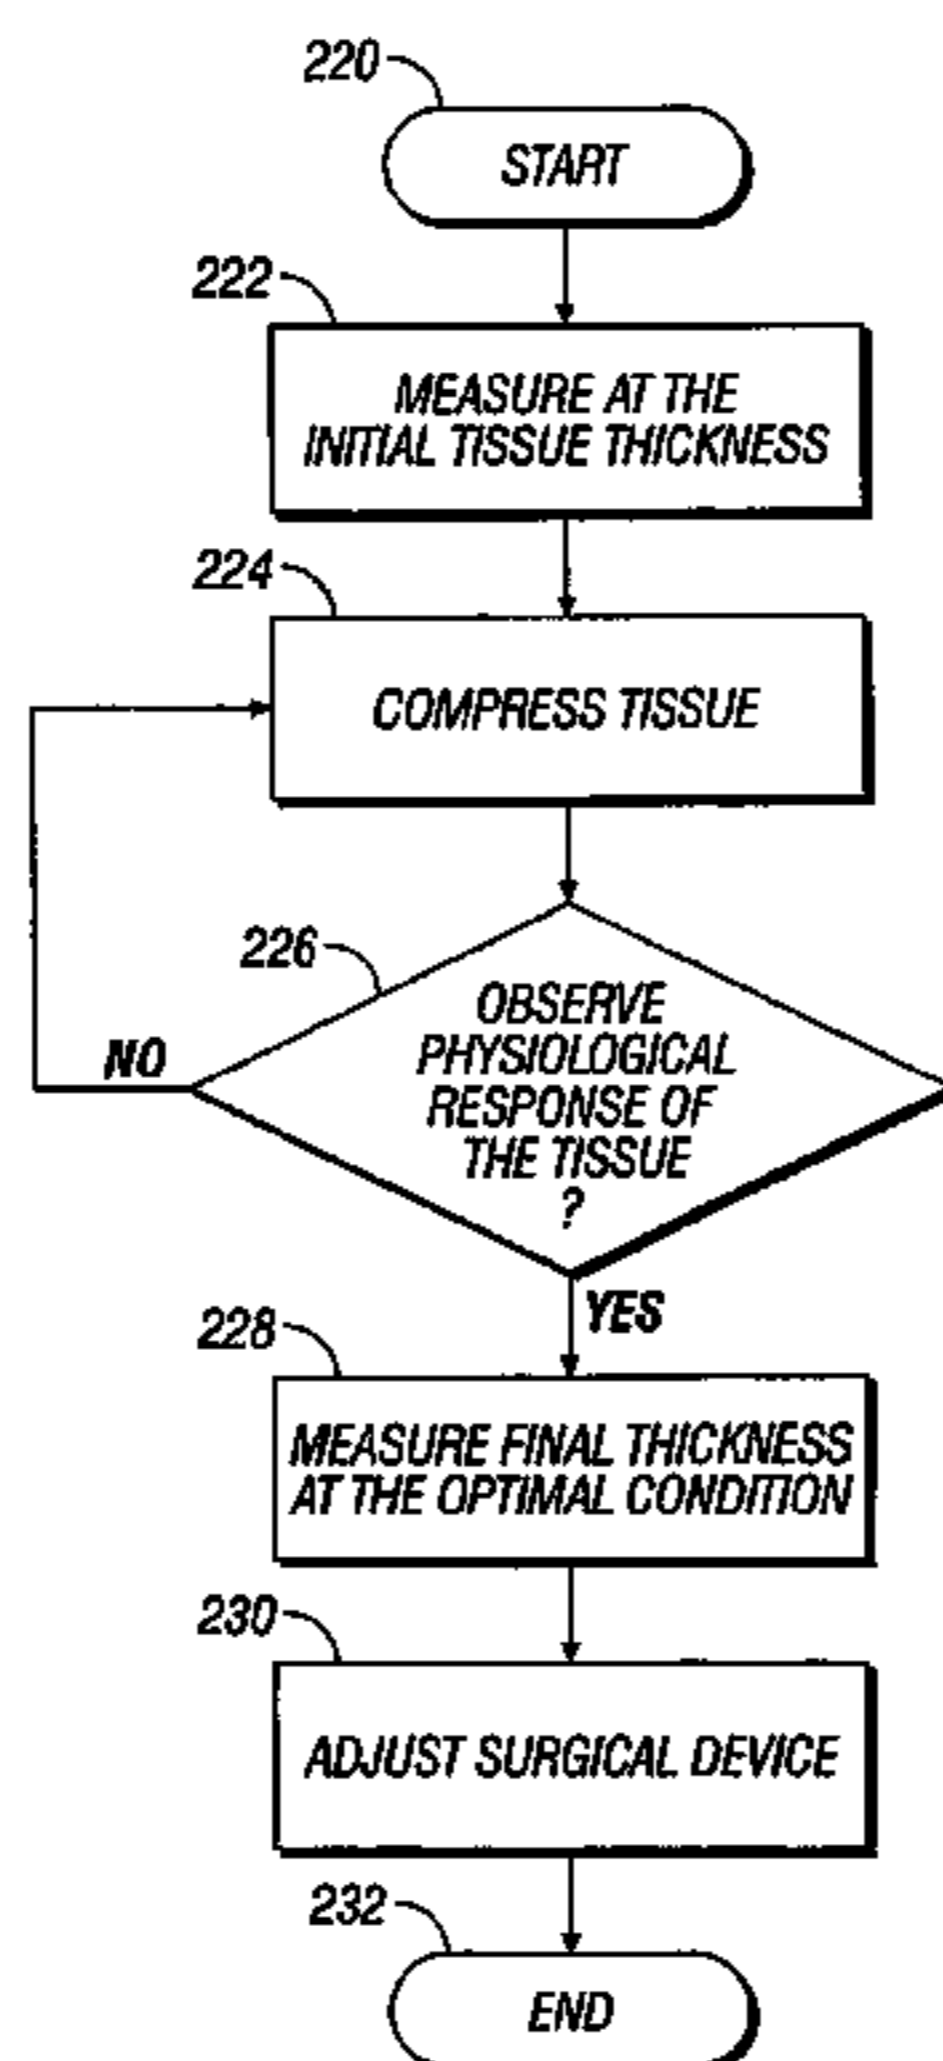 220
START
222
MEASURE AT THE
INITIAL TISSUE THICKNESS
224
COMPRESS TISSUE
226
OBSERVE
PHYSIOLOGICAL
RESPONSE OF
THE TISSUE
?
NO
YES
228
MEASURE FINAL THICKNESS
AT THE OPTIMAL CONDITION
230
ADJUST SURGICAL DEVICE
232
END